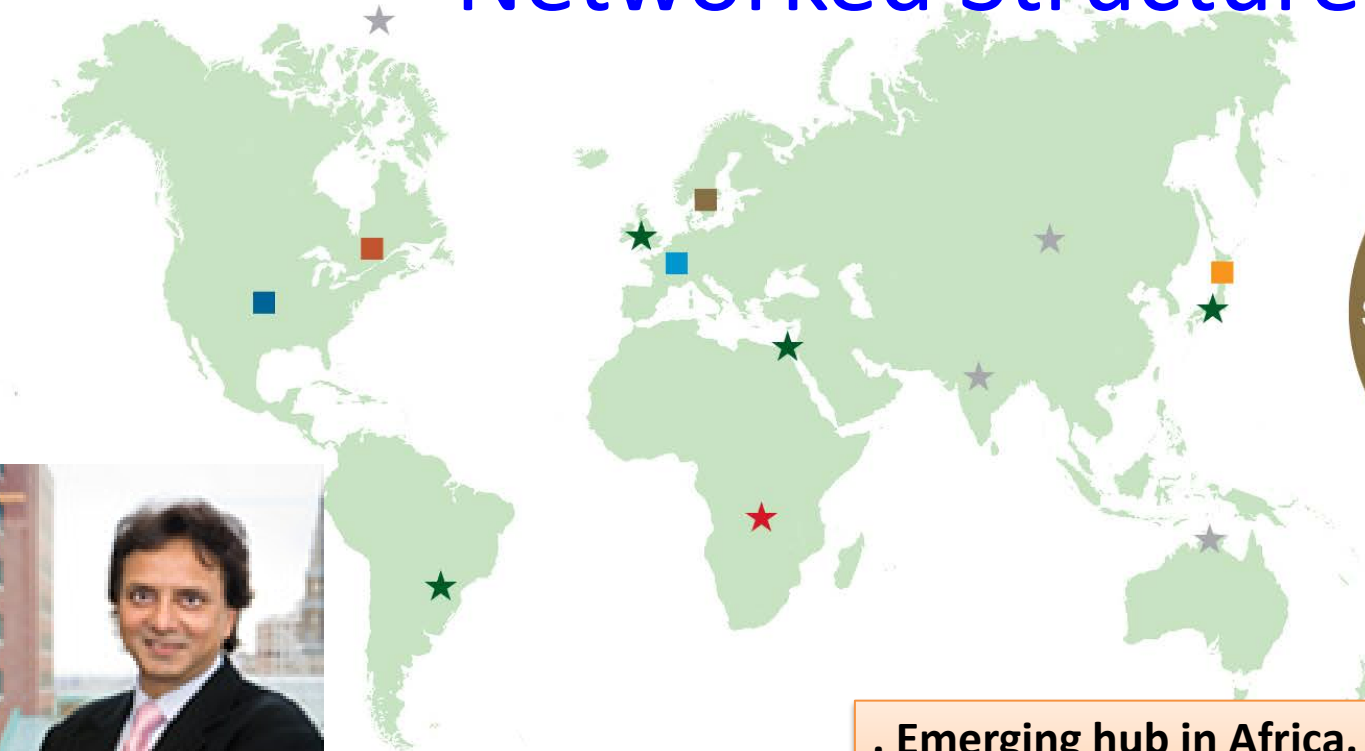 Networked Structure
. Emerging hub in Africa.